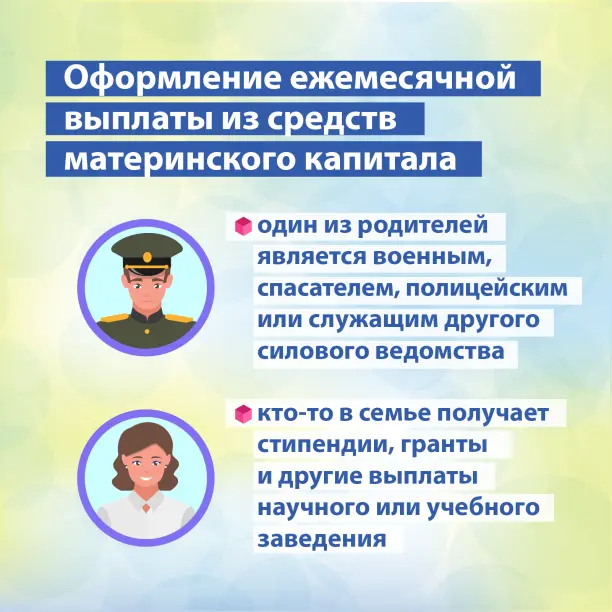 Оформление ежемесячной
выплаты из средств
материнского капитала
один из родителей
является военным,
спасателем, полицейским
или служащим другого
силового ведомства
кто-то в семье получает
стипендии, гранты
и другие выплаты
научного или учебного
заведения